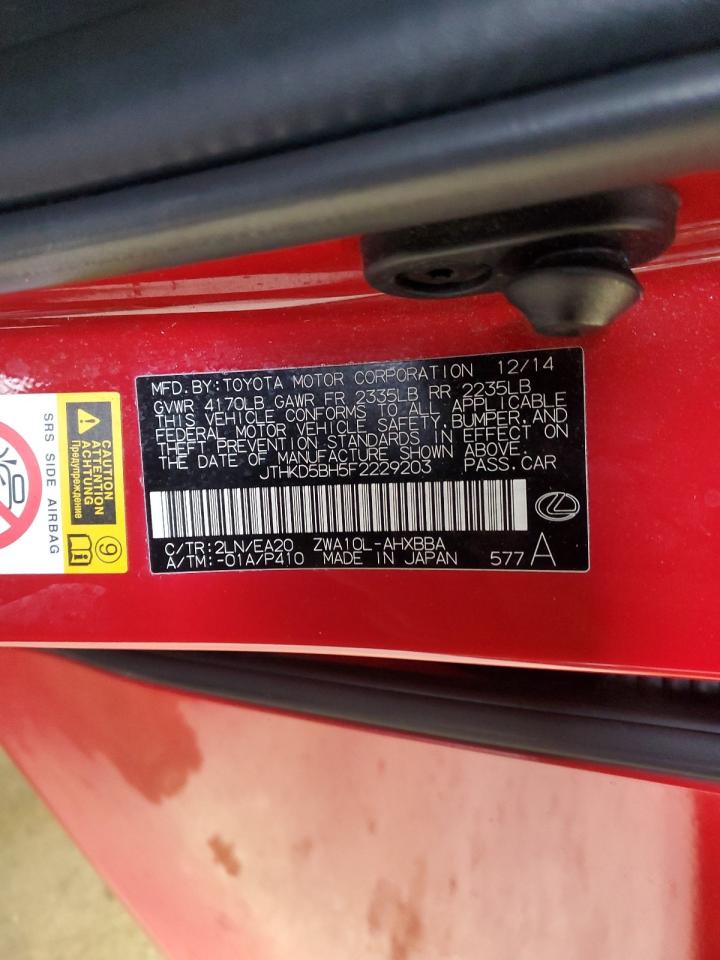 MFD. BY: TOYOTA MOTOR CORPORATION 12/14
GVWR 4170LB GAWR FR 2335LB RR 2235LB
THIS VEHICLE CONFORMS TO ALL APPLICABLE
FEDERAL MOTOR VEHICLE SAFETY, BUMPER, AND
THEFT PREVENTION STANDARDS IN EFFECT ON
THE DATE OF MANUFACTURE SHOWN ABOVE.
JTHKD5BH5F2229203 PASS. CAR
C/TR: 2LN/EA20 ZWA10L-AHXBBA
A/TM: -01A/P410 MADE IN JAPAN 577 A
SRS SIDE AIRBAG
CAUTION
ATTENTION
ACHTUNG
Предупреждение
9